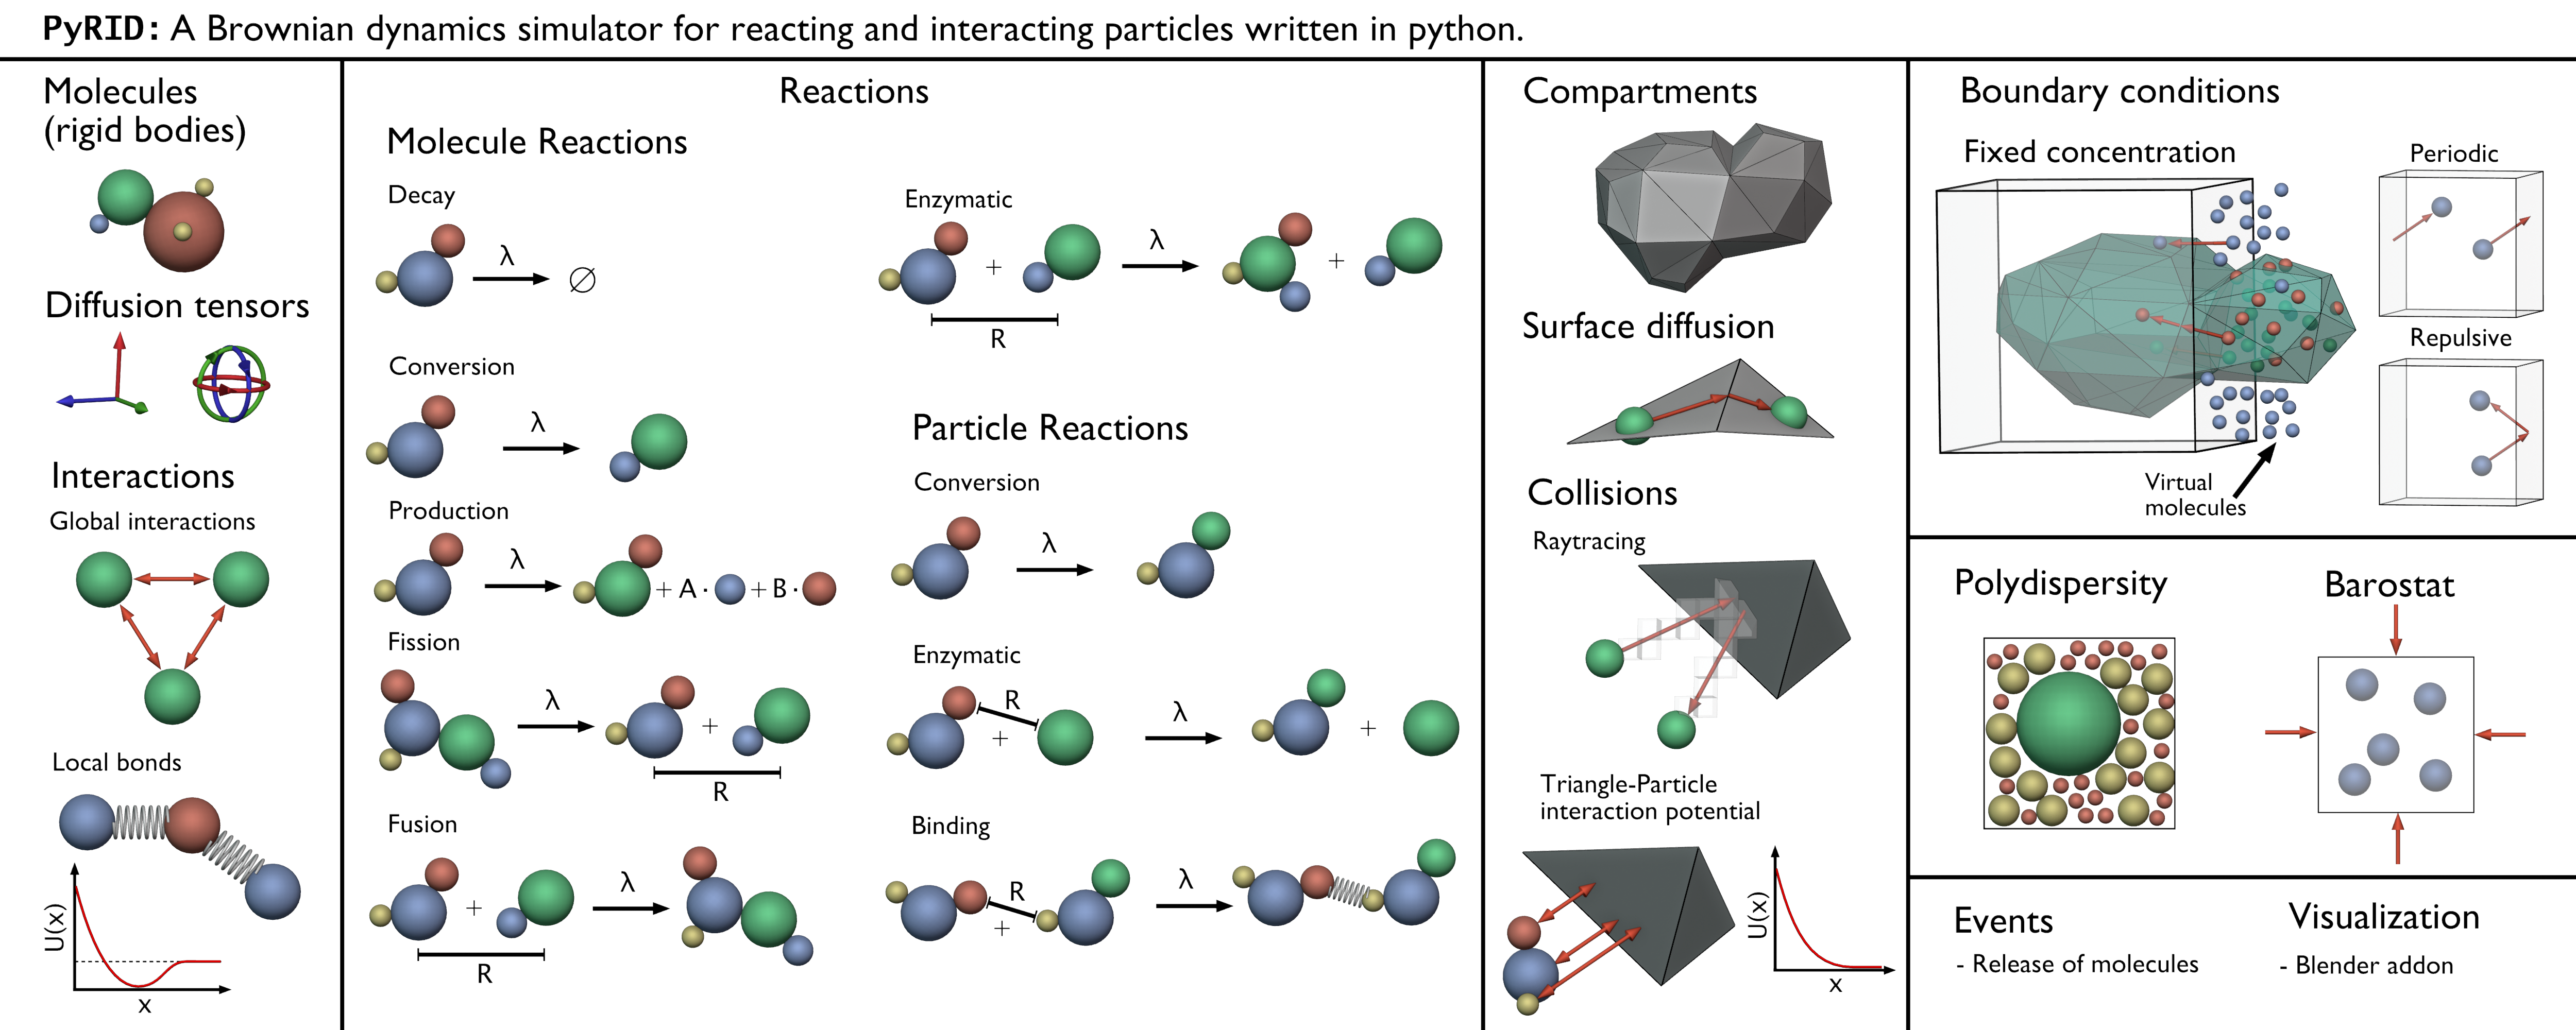 PyRID: A Brownian dynamics simulator for reacting and interacting particles written in python.
Molecules
(rigid bodies)
Diffusion tensors
Interactions
Global interactions
Local bonds
U(x)
x
Reactions
Molecule Reactions
Decay
λ
∅
Conversion
λ
Production
λ
+ A · + B ·
Fission
λ
+
R
Fusion
+
λ
R
Enzymatic
+
λ
+
R
Particle Reactions
Conversion
λ
Enzymatic
R
+
λ
+
Binding
R
+
λ
Compartments
Surface diffusion
Collisions
Raytracing
Triangle-Particle
interaction potential
U(x)
x
Boundary conditions
Fixed concentration
Virtual
molecules
Periodic
Repulsive
Polydispersity
Barostat
Events
- Release of molecules
Visualization
- Blender addon